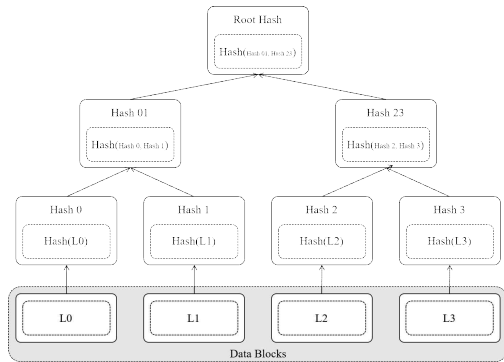 Root Hash
Hash(Hash 01, Hash 23)
Hash 01
Hash 23
Hash(Hash 0, Hash 1)
Hash(Hash 2, Hash 3)
Hash 0
Hash 1
Hash 2
Hash 3
Hash(L0)
Hash(L1)
Hash(L2)
Hash(L3)
L0
L1
L2
L3
Data Blocks